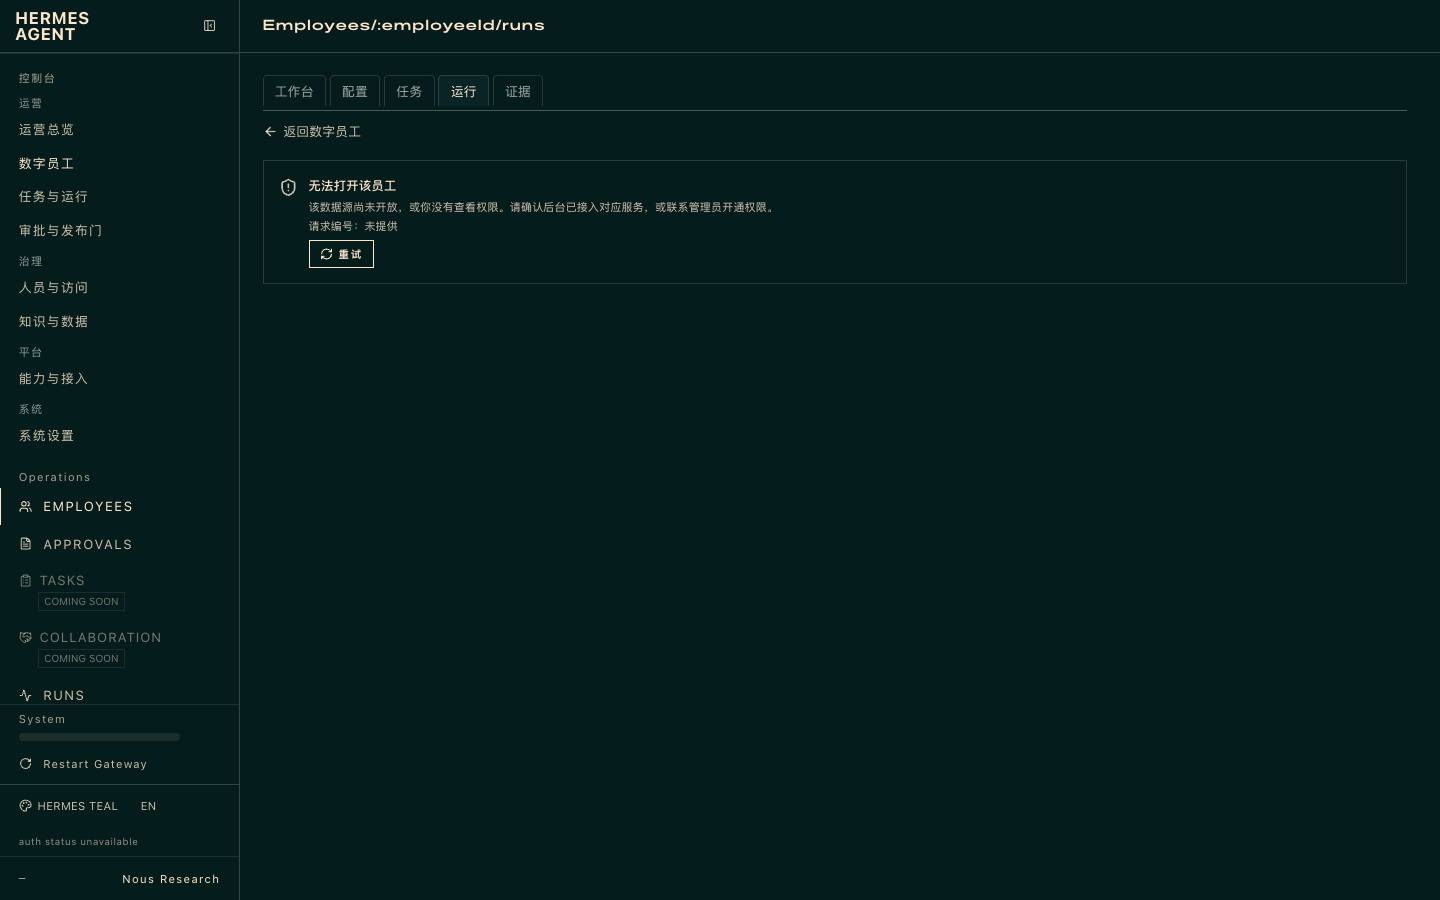 HERMES
AGENT
Employees/:employeeId/runs
控制台
运营
运营总览
数字员工
任务与运行
审批与发布门
治理
人员与访问
知识与数据
平台
能力与接入
系统
系统设置
Operations
EMPLOYEES
APPROVALS
TASKS
COMING SOON
COLLABORATION
COMING SOON
RUNS
System
Restart Gateway
HERMES TEAL EN
auth status unavailable
— Nous Research
工作台 配置 任务 运行 证据
返回数字员工
无法打开该员工
该数据源尚未开放，或你没有查看权限。请确认后台已接入对应服务，或联系管理员开通权限。
请求编号：未提供
重试